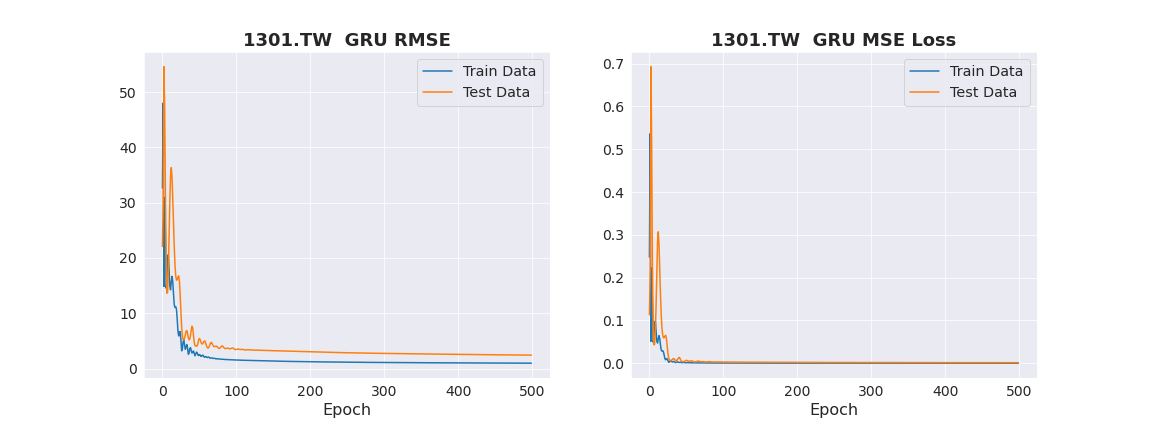 1301.TW  GRU RMSE
Train Data
Test Data
50
40
30
20
10
0
0 100 200 300 400 500
Epoch
1301.TW  GRU MSE Loss
Train Data
Test Data
0.7
0.6
0.5
0.4
0.3
0.2
0.1
0.0
0 100 200 300 400 500
Epoch